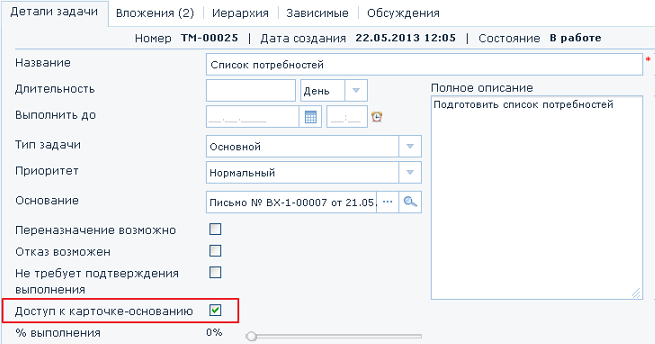 Детали задачи Вложения (2) Иерархия Зависимые Обсуждения
Номер TM-00025 | Дата создания 22.05.2013 12:05 | Состояние В работе
Название Список потребностей *
Длительность День Полное описание
Подготовить список потребностей
Выполнить до __.__.____ __:__
Тип задачи Основной
Приоритет Нормальный
Основание Письмо № ВХ-1-00007 от 21.05. ...
Переназначение возможно
Отказ возможен
Не требует подтверждения
выполнения
Доступ к карточке-основанию
% выполнения 0%